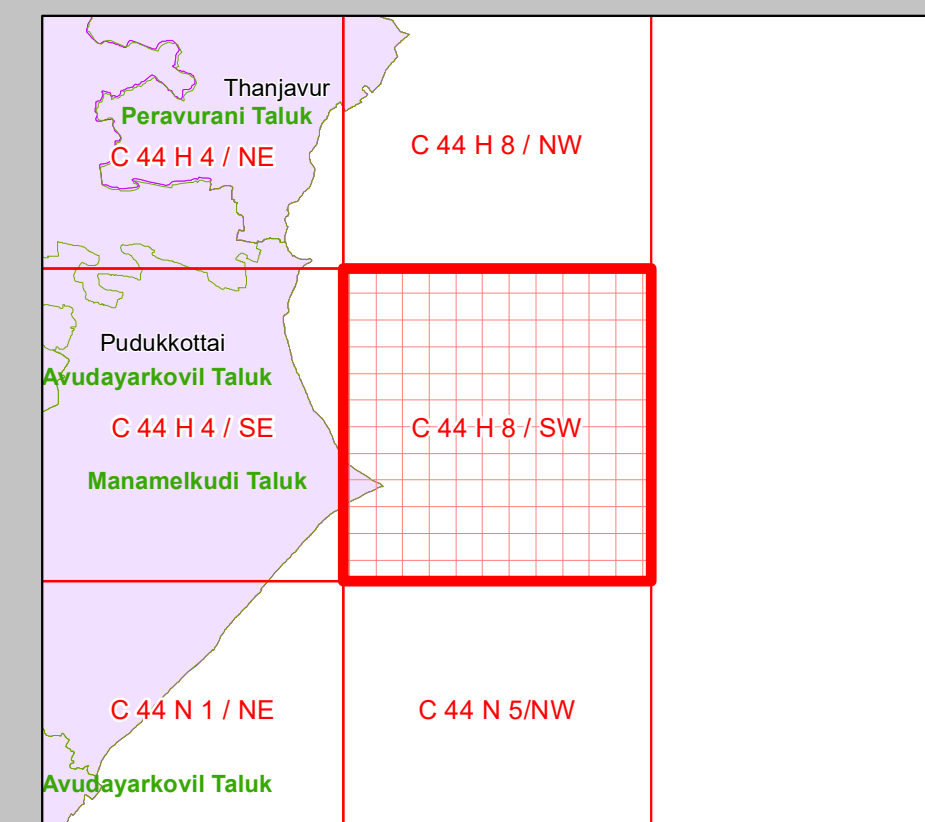 Thanjavur
Peravurani Taluk
C 44 H 4 / NE
C 44 H 8 / NW
Pudukkottai
Avudayarkovil Taluk
C 44 H 4 / SE
C 44 H 8 / SW
Manamelkudi Taluk
C 44 N 1 / NE
C 44 N 5/NW
Avudayarkovil Taluk